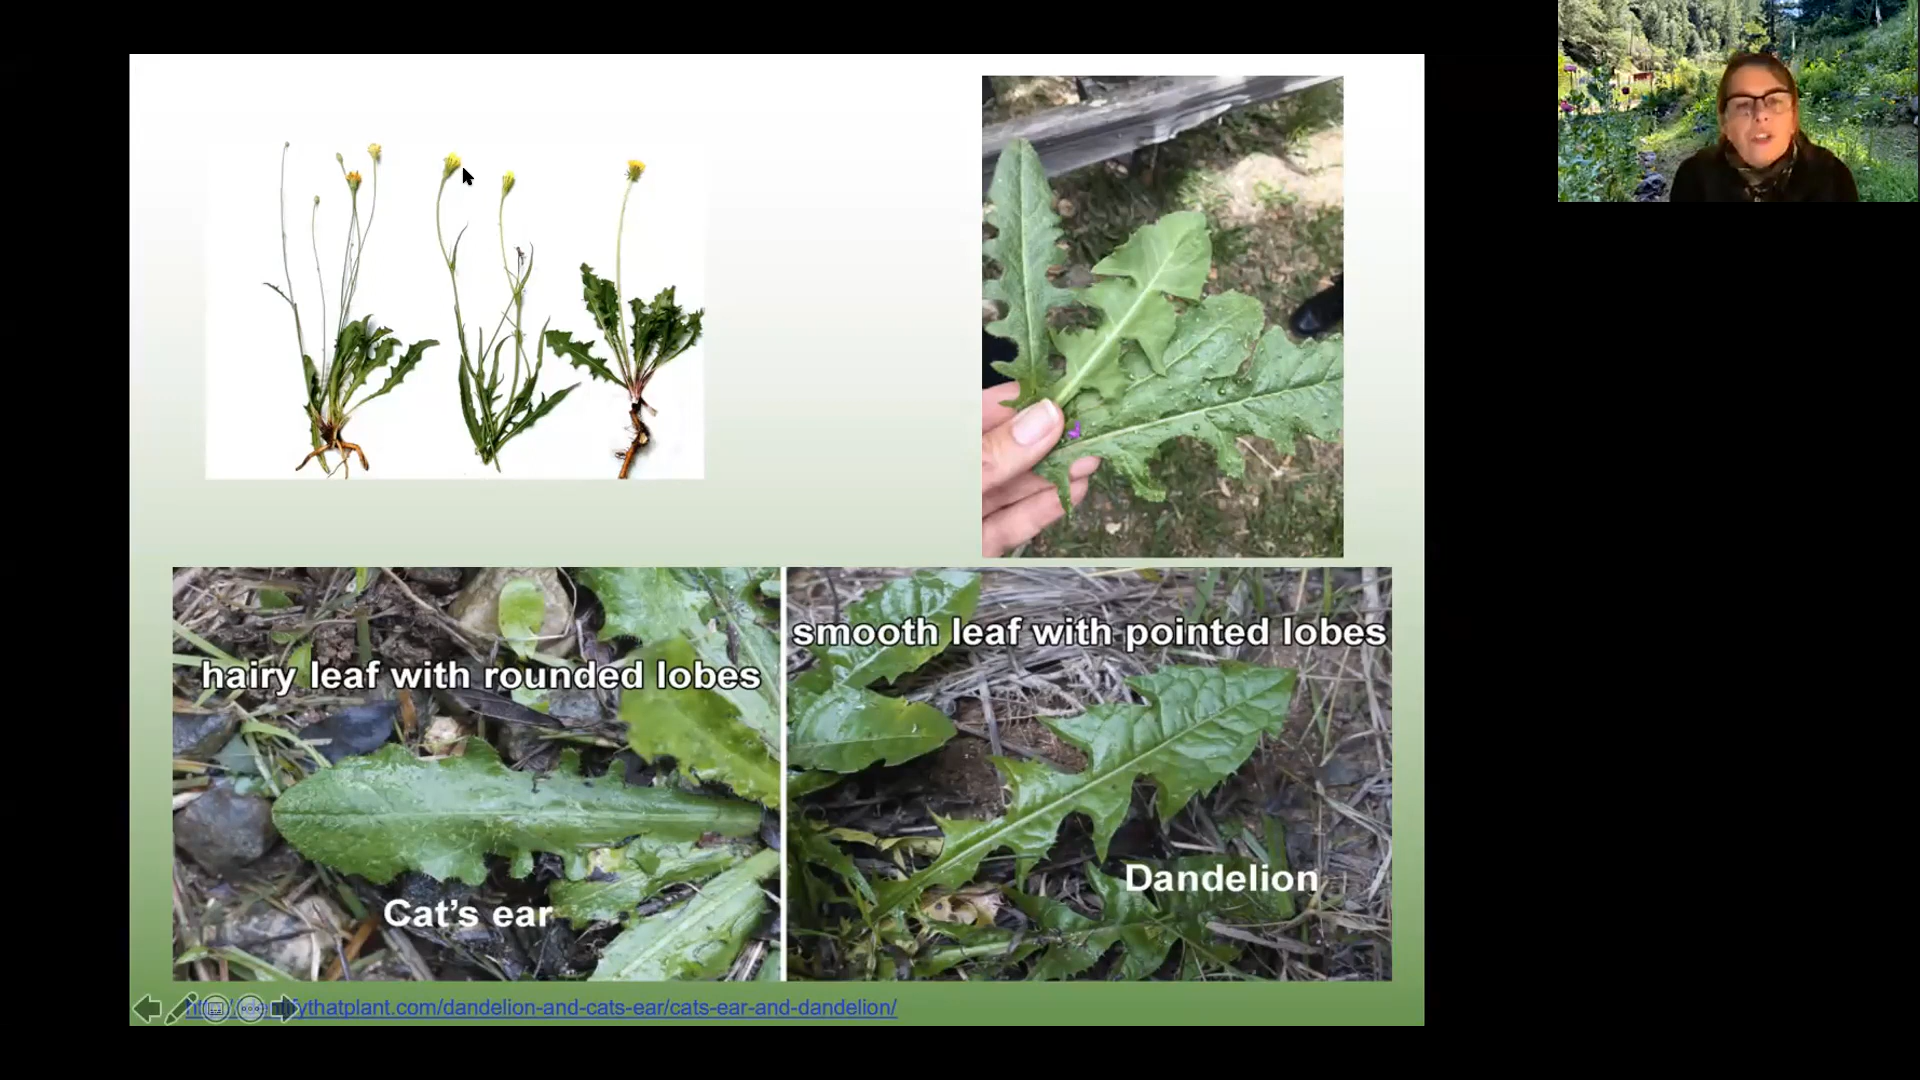 hairy leaf with rounded lobes
Cat's ear
smooth leaf with pointed lobes
Dandelion
ythatplant.com/dandelion-and-cats-ear/cats-ear-and-dandelion/